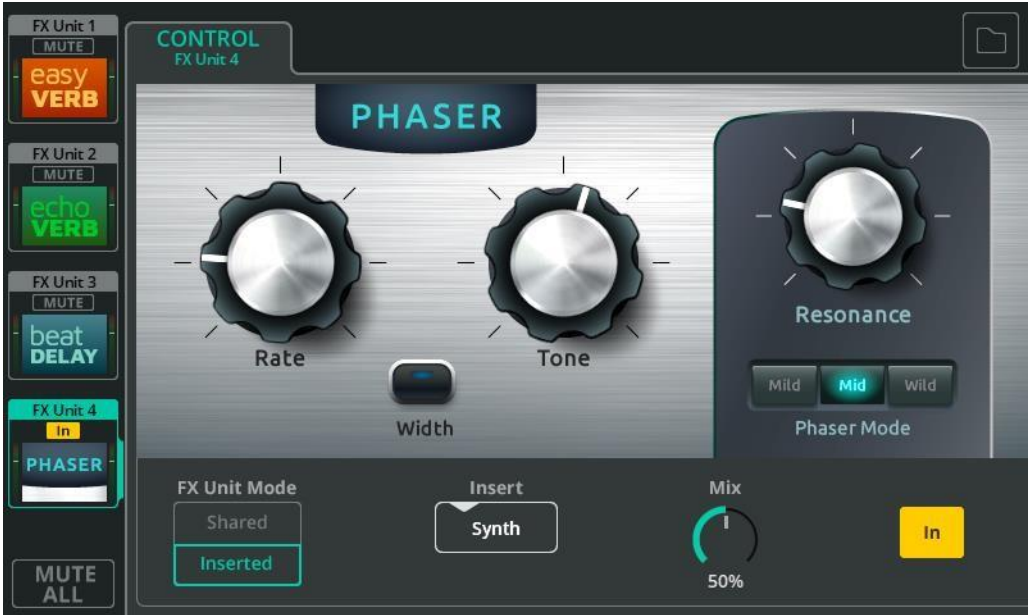 FX Unit 1
MUTE
easy
VERB
FX Unit 2
MUTE
echo
VERB
FX Unit 3
MUTE
beat
DELAY
FX Unit 4
In
PHASER
MUTE
ALL
CONTROL
FX Unit 4
PHASER
Rate
Tone
Width
Resonance
Mild Mid Wild
Phaser Mode
FX Unit Mode
Shared
Inserted
Insert
Synth
Mix
50%
In